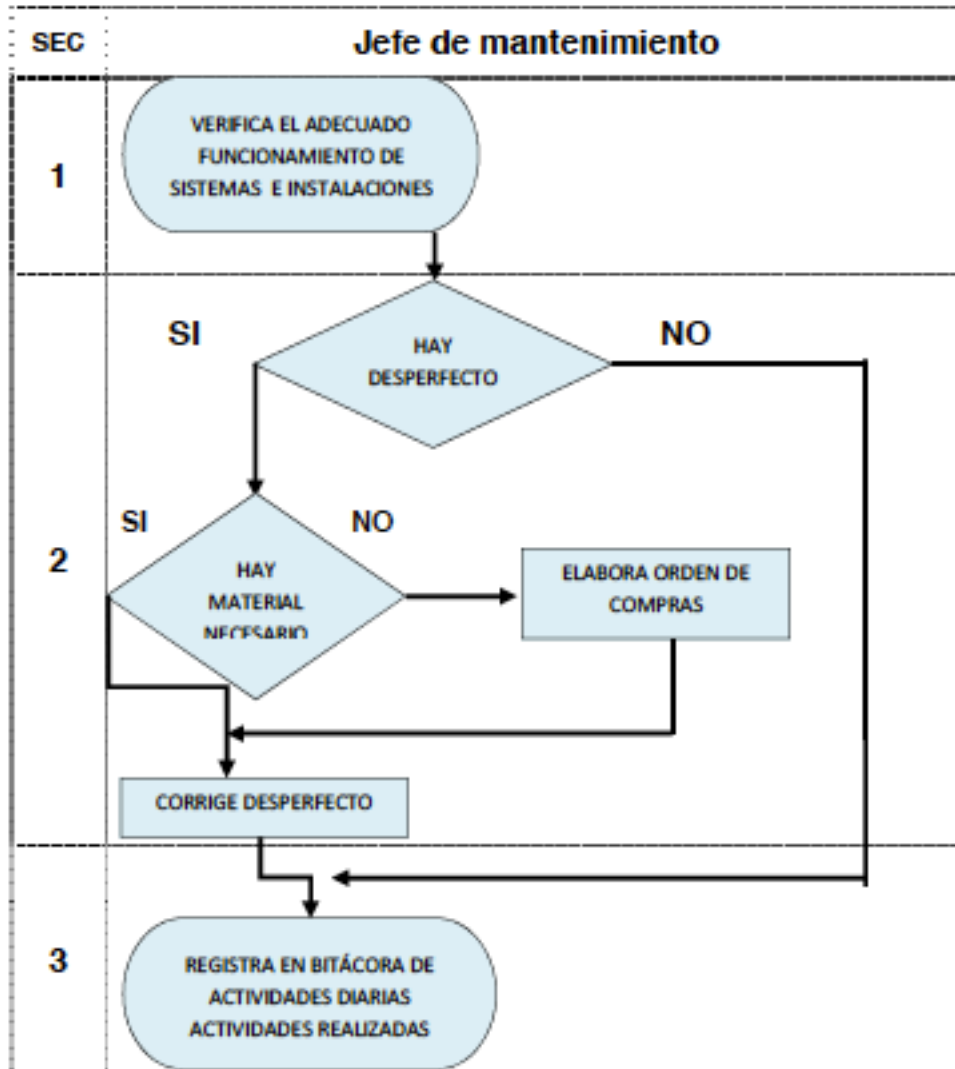 SEC
Jefe de mantenimiento
1
VERIFICA EL ADECUADO
FUNCIONAMIENTO DE
SISTEMAS E INSTALACIONES
SI
NO
HAY
DESPERFECTO
2
SI
NO
HAY
MATERIAL
NECESARIO
ELABORA ORDEN DE
COMPRAS
CORRIGE DESPERFECTO
3
REGISTRA EN BITÁCORA DE
ACTIVIDADES DIARIAS
ACTIVIDADES REALIZADAS